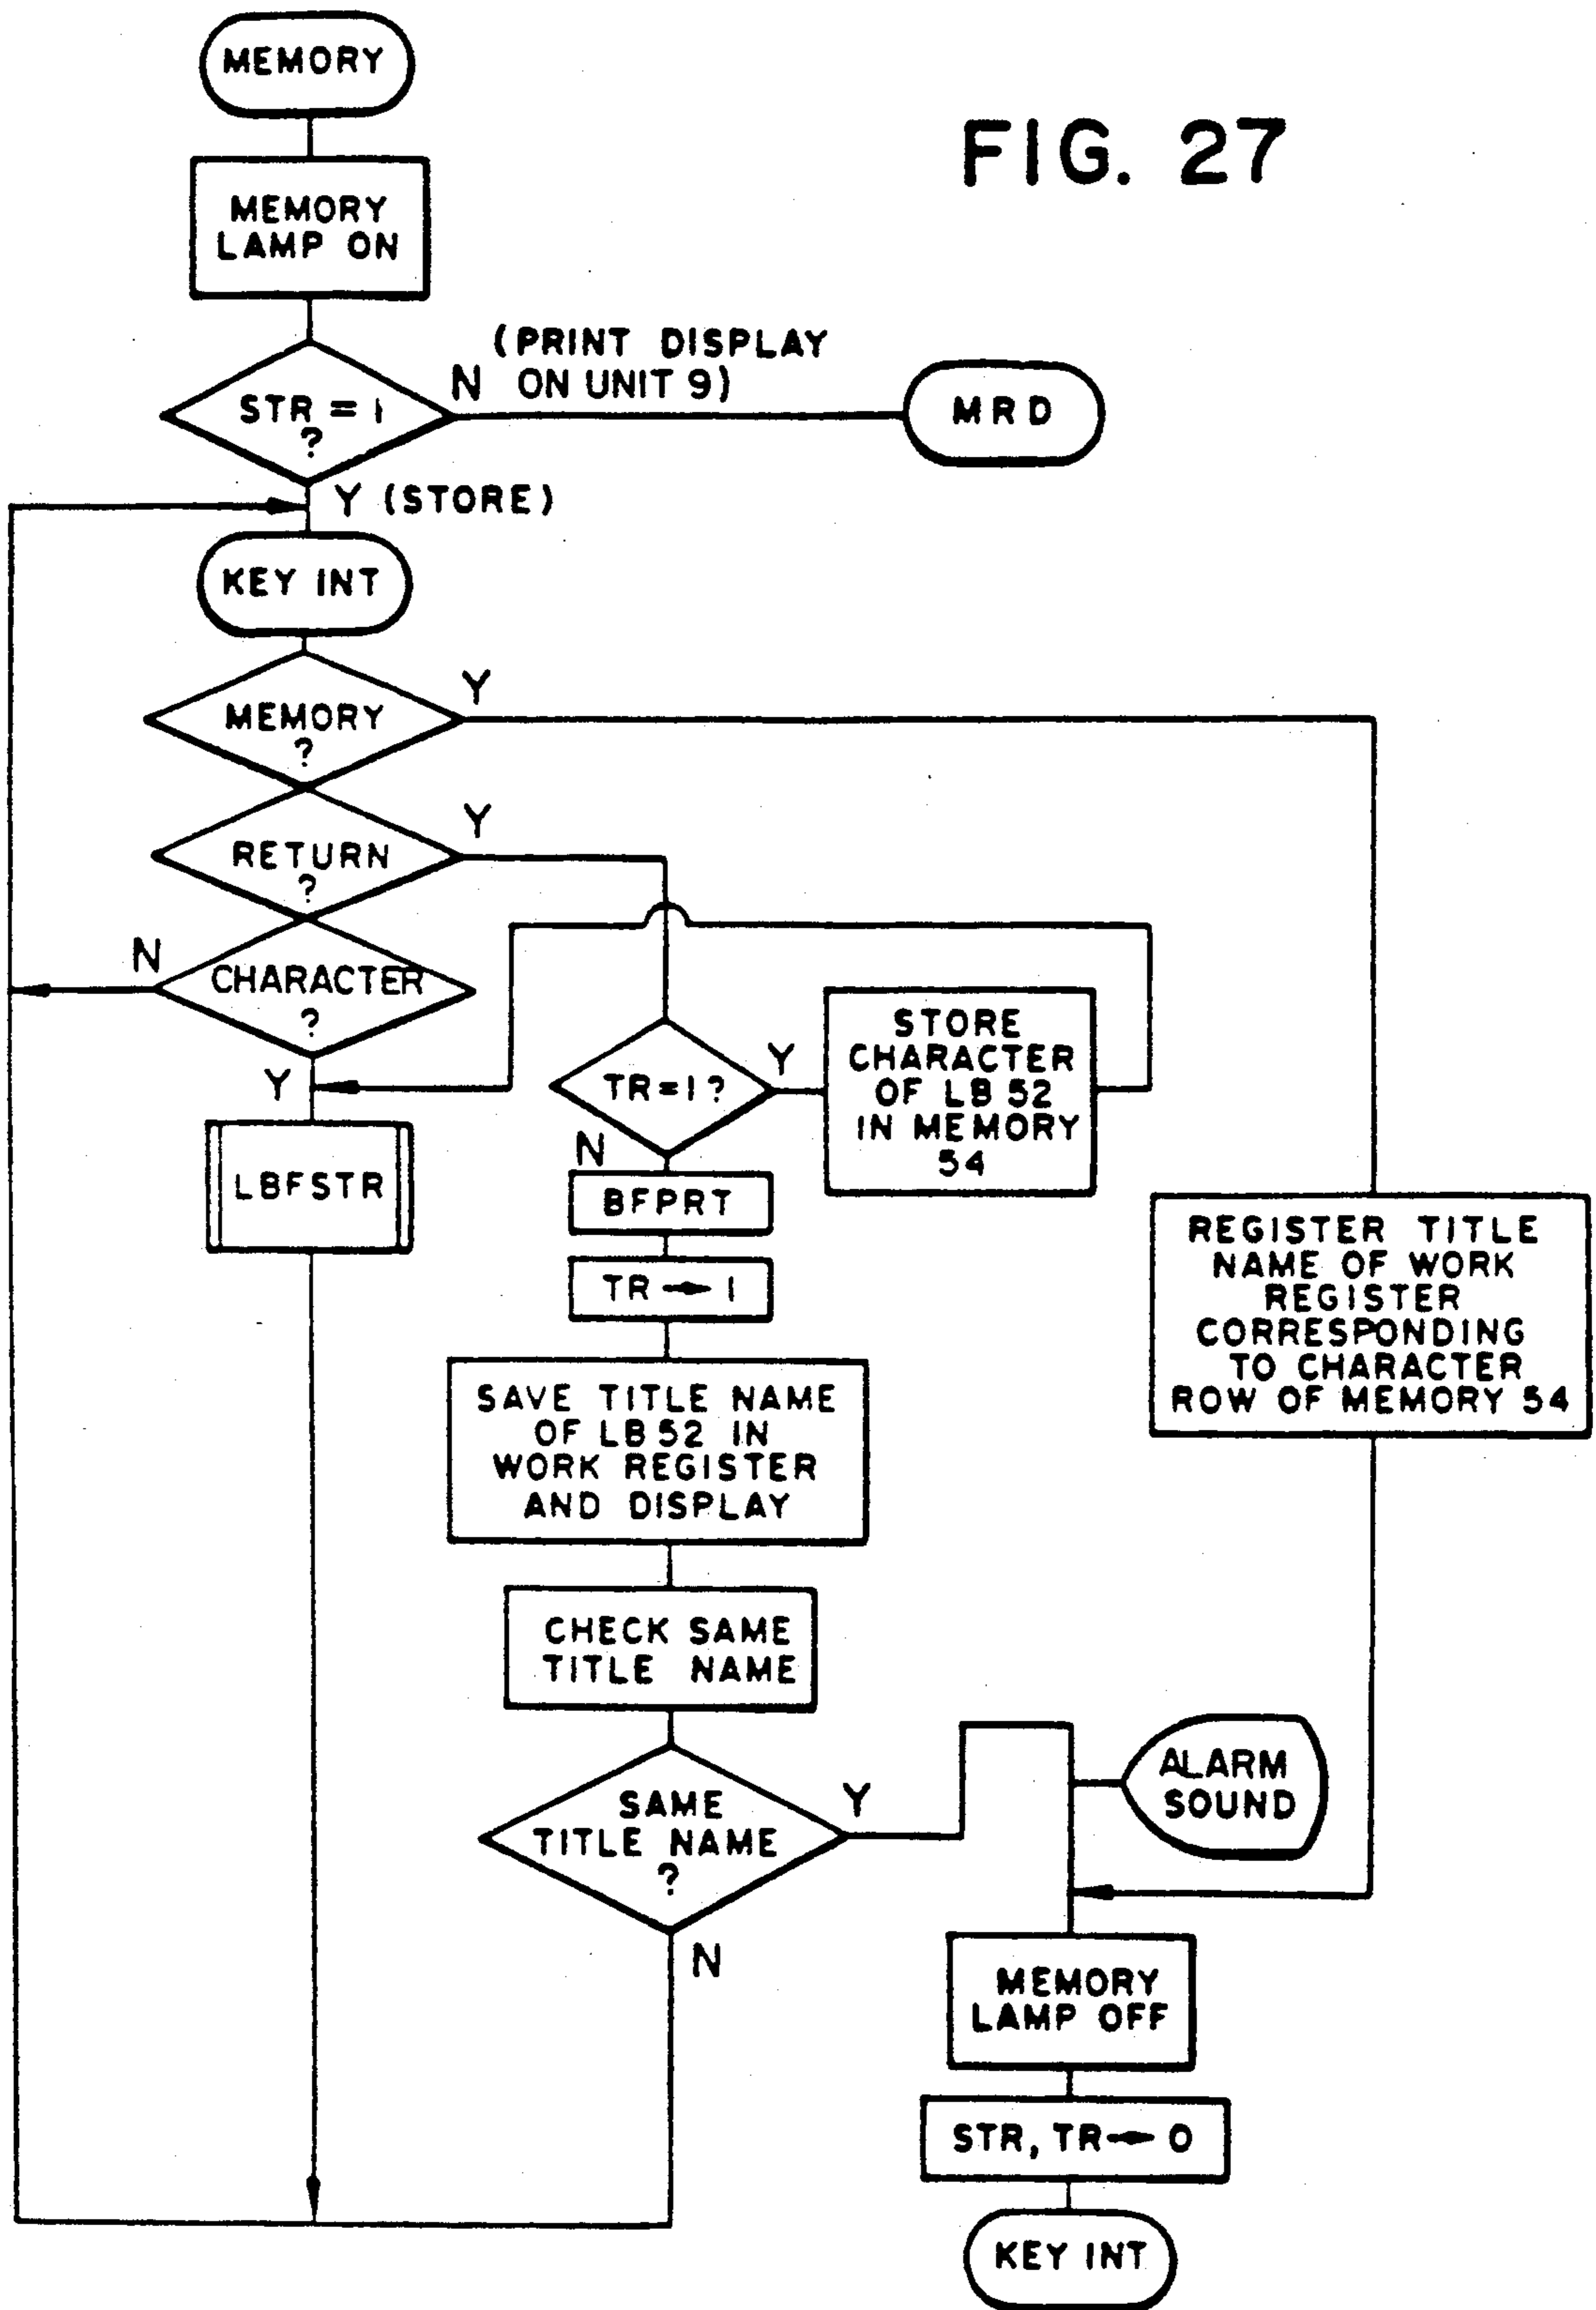 MEMORY
FIG. 27
MEMORY
LAMP ON
(PRINT DISPLAY
N ON UNIT 9)
STR = 1
?
MRD
Y (STORE)
KEY INT
Y
MEMORY
?
Y
RETURN
?
N
CHARACTER
?
Y
TR=1?
Y
N
STORE
CHARACTER
OF LB 52
IN MEMORY
54
LBFSTR
BFPRT
TR → 1
REGISTER TITLE
NAME OF WORK
REGISTER
CORRESPONDING
TO CHARACTER
ROW OF MEMORY 54
SAVE TITLE NAME
OF LB 52 IN
WORK REGISTER
AND DISPLAY
CHECK SAME
TITLE NAME
SAME
TITLE NAME
?
Y
N
ALARM
SOUND
MEMORY
LAMP OFF
STR, TR → 0
KEY INT